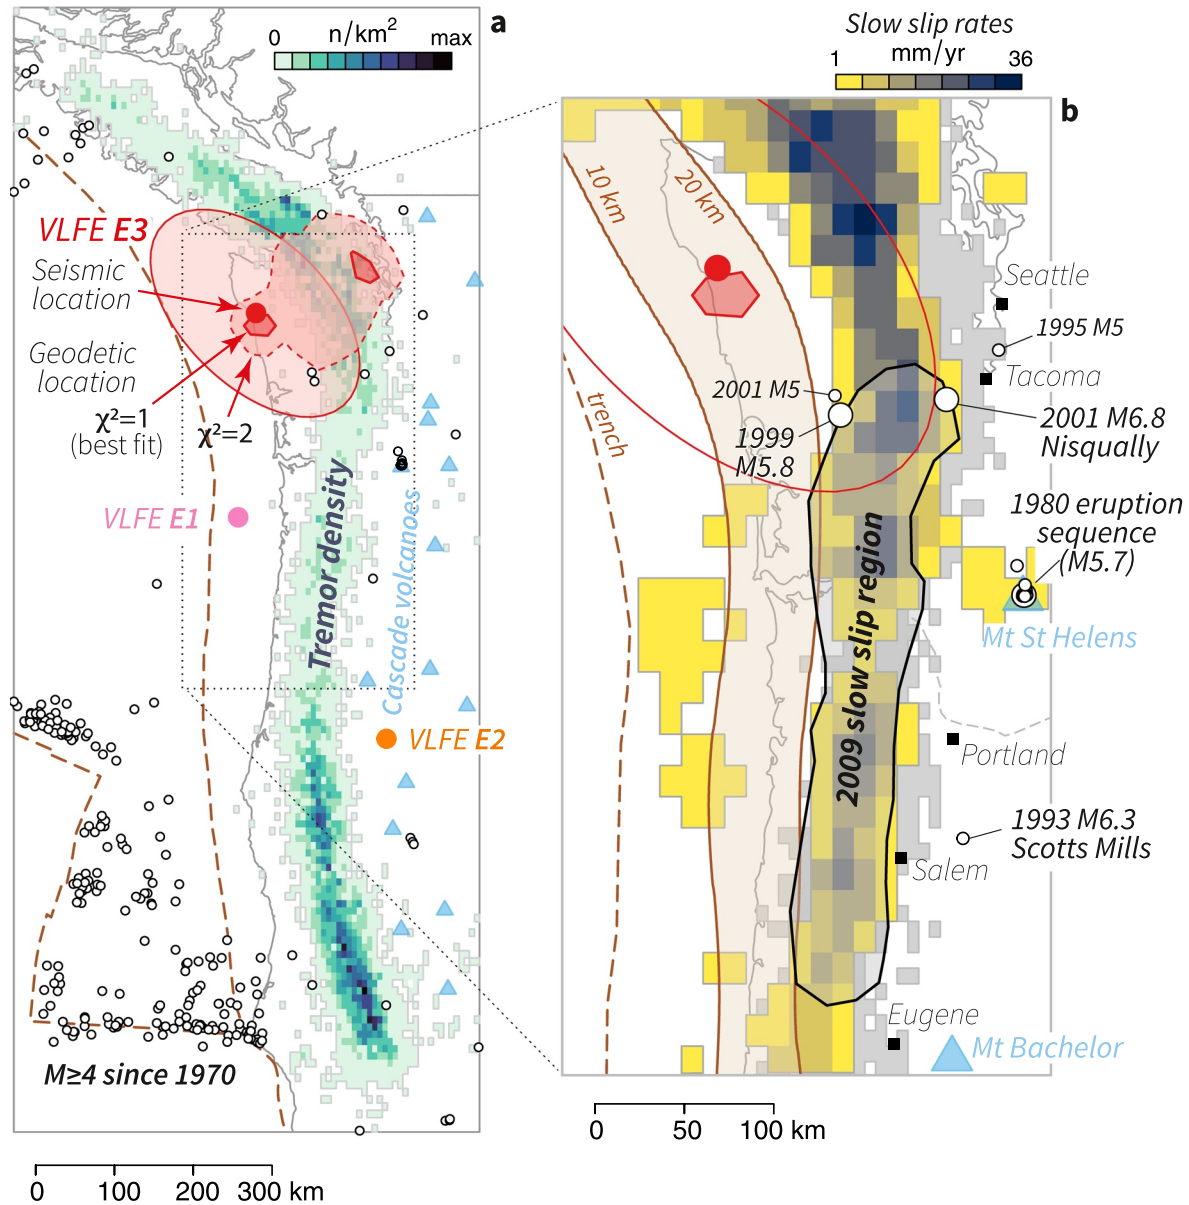 a
0 n/km² max
VLFE E3
Seismic
location
Geodetic
location
χ²=1
(best fit)
χ²=2
VLFE E1
Tremor density
Cascade volcanoes
VLFE E2
M≥4 since 1970
0 100 200 300 km
Slow slip rates
mm/yr
1 36
b
10 km
20 km
trench
Seattle
1995 M5
Tacoma
2001 M5
1999
M5.8
2001 M6.8
Nisqually
1980 eruption
sequence
(M5.7)
Mt St Helens
2009 slow slip region
Portland
1993 M6.3
Scotts Mills
Salem
Eugene
Mt Bachelor
0 50 100 km